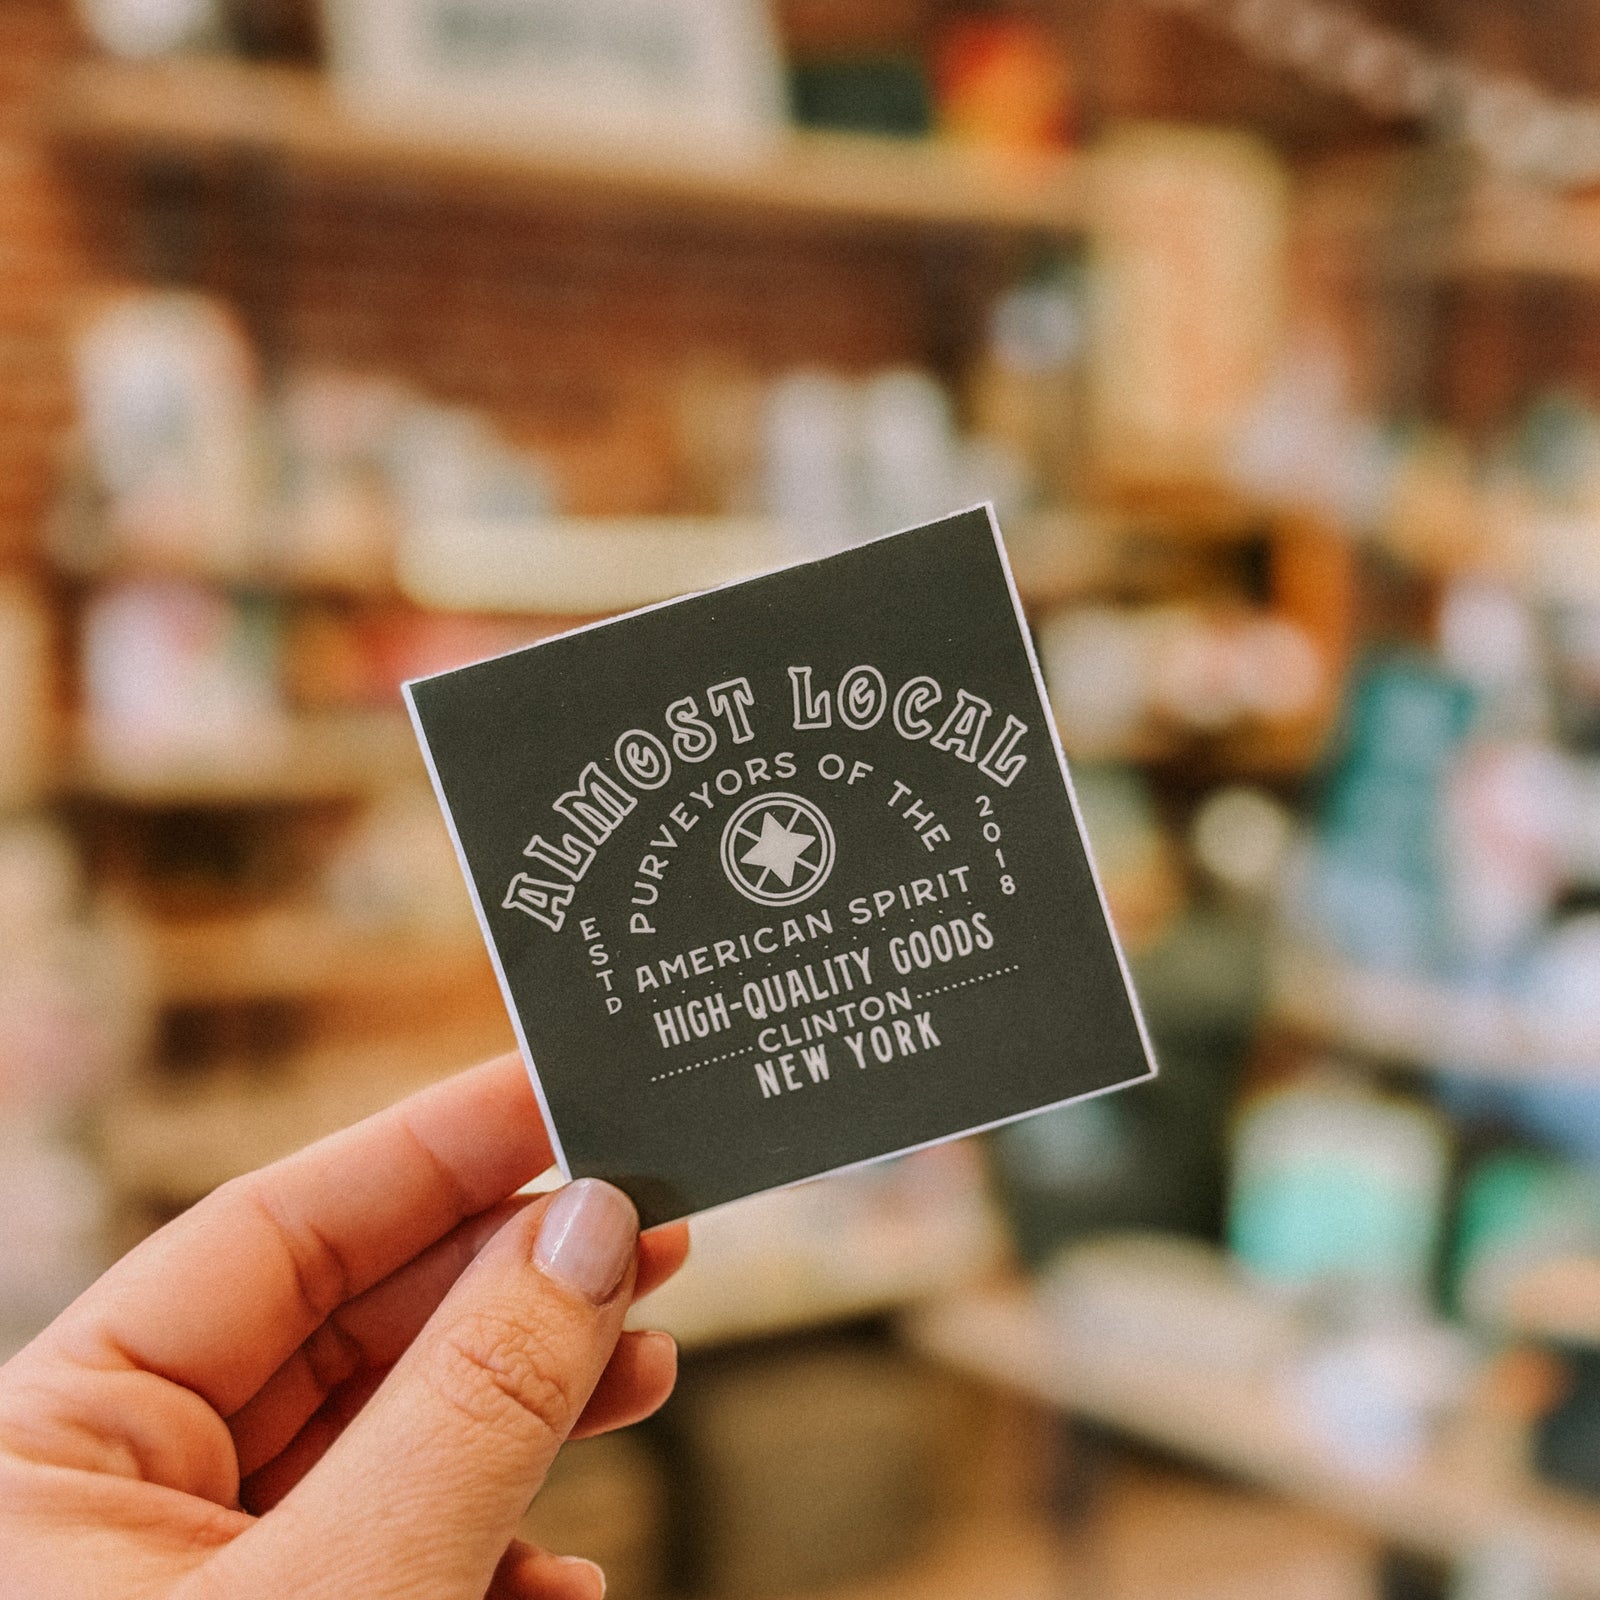 ALMOST LOCAL
PURVEYORS OF THE
ESTD
2018
AMERICAN SPIRIT
HIGH-QUALITY GOODS
CLINTON
NEW YORK